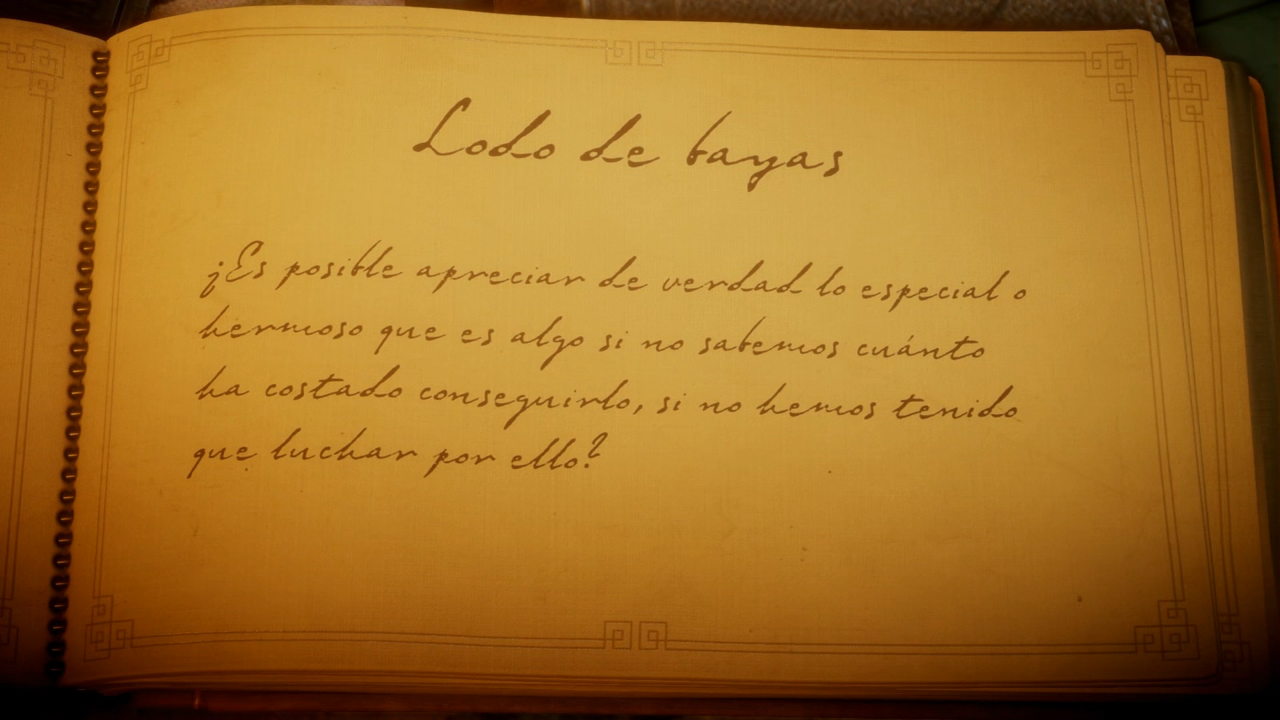 Lodo de bayas
¿Es posible apreciar de verdad lo especial o
hermoso que es algo si no sabemos cuánto
ha costado conseguirlo, si no hemos tenido
que luchar por ello?